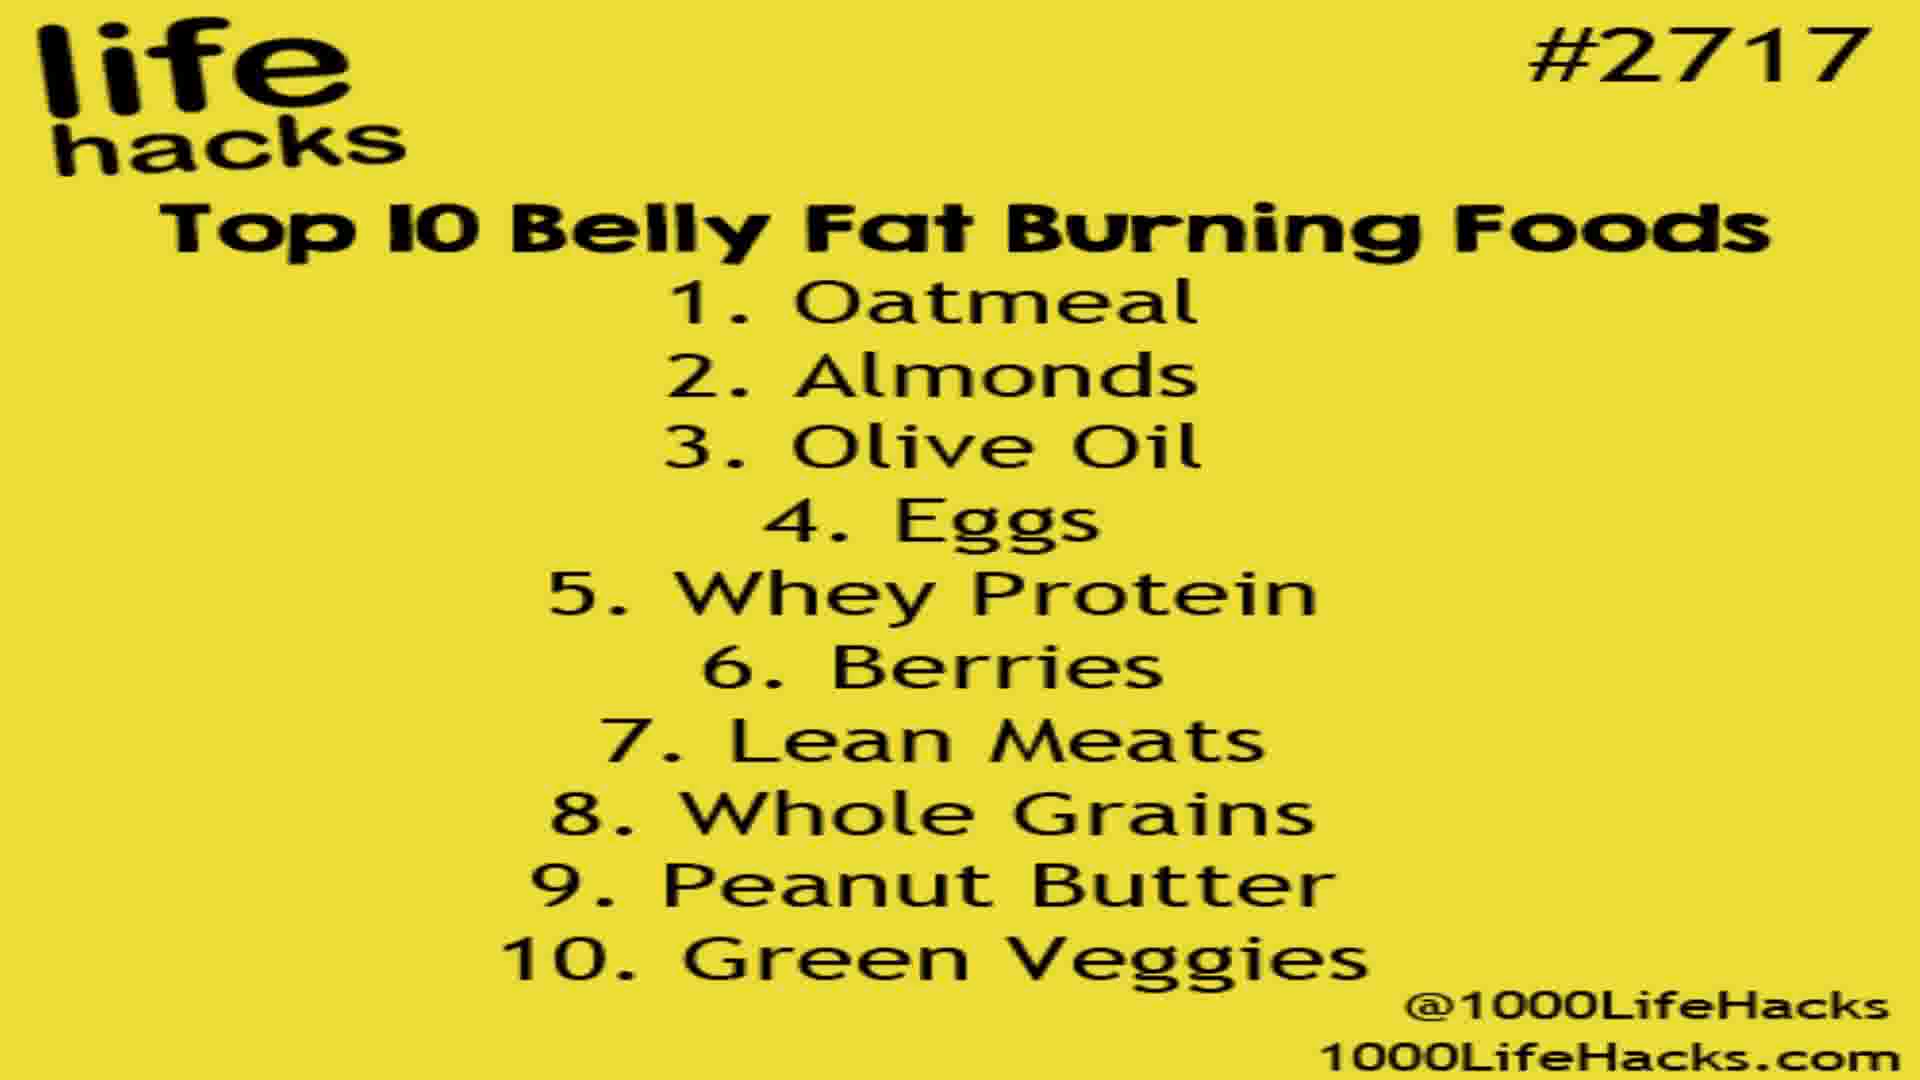 life
hacks
#2717
Top 10 Belly Fat Burning Foods
1. Oatmeal
2. Almonds
3. Olive Oil
4. Eggs
5. Whey Protein
6. Berries
7. Lean Meats
8. Whole Grains
9. Peanut Butter
10. Green Veggies
@1000LifeHacks
1000LifeHacks.com